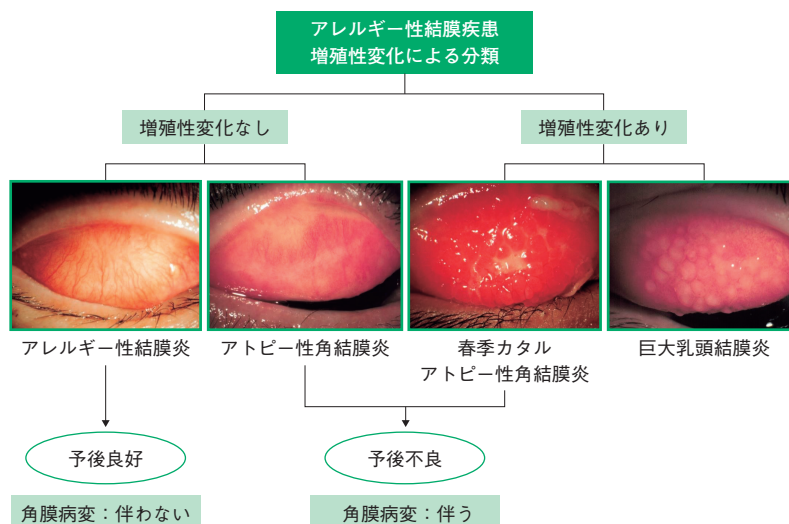 アレルギー性結膜疾患
増殖性変化による分類
増殖性変化なし
増殖性変化あり
アレルギー性結膜炎
アトピー性角結膜炎
春季カタル
アトピー性角結膜炎
巨大乳頭結膜炎
予後良好
予後不良
角膜病変：伴わない
角膜病変：伴う